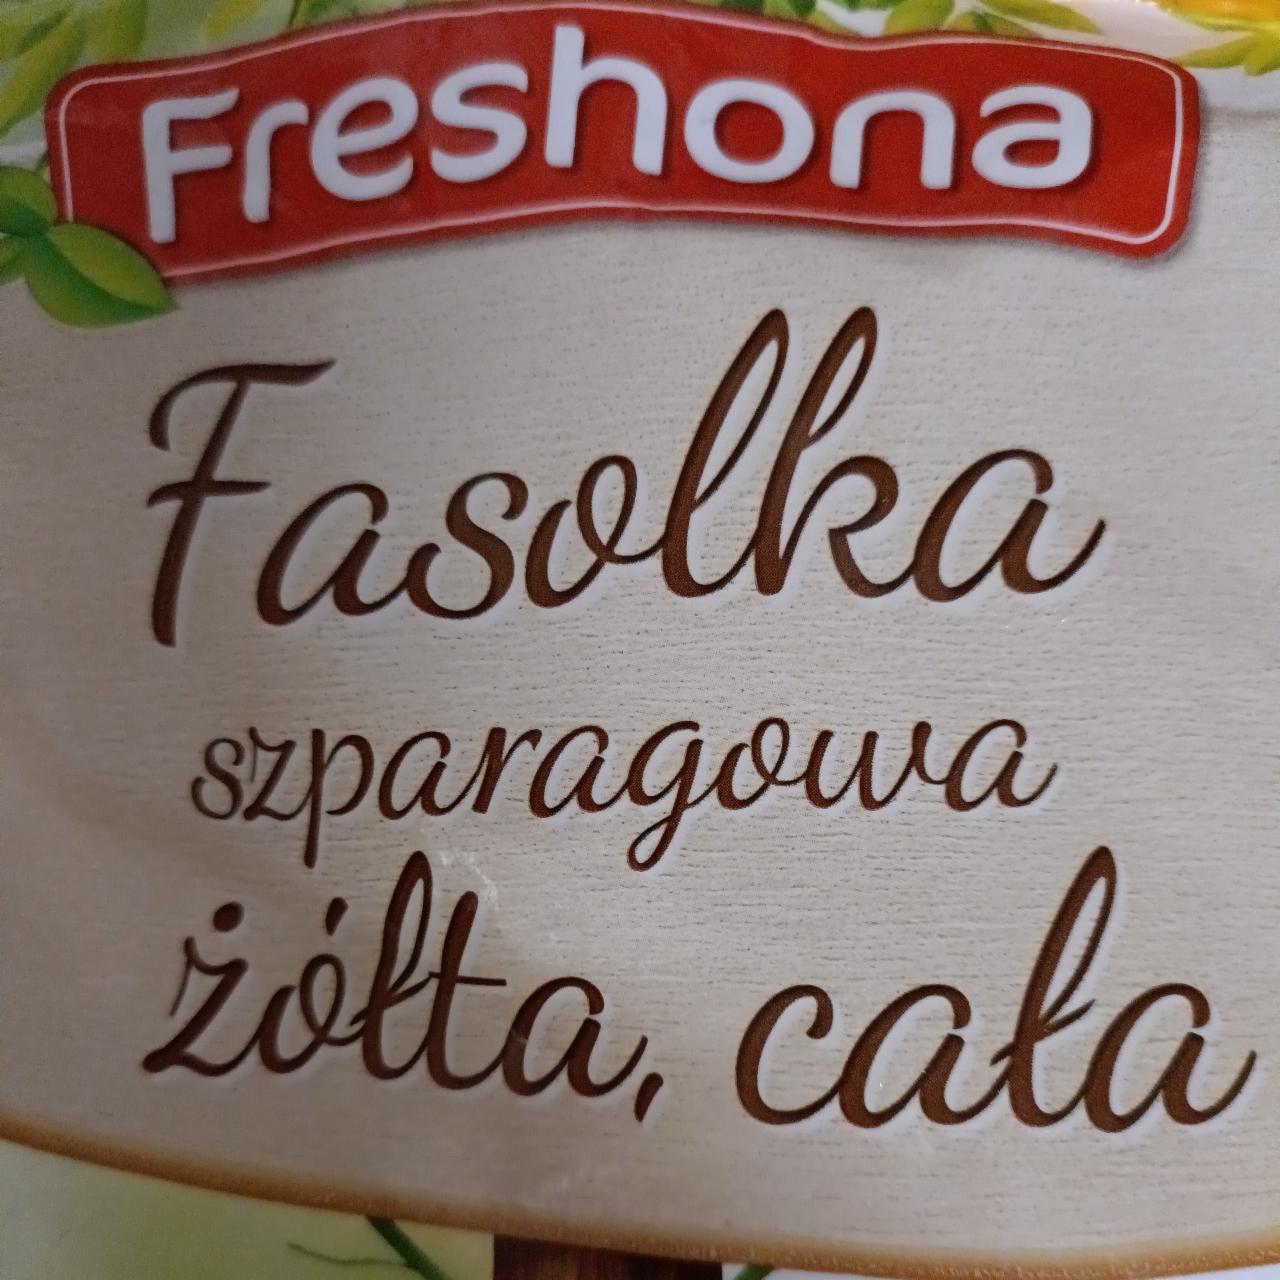 Freshona
Fasolka
szparagowa
żółta, cała